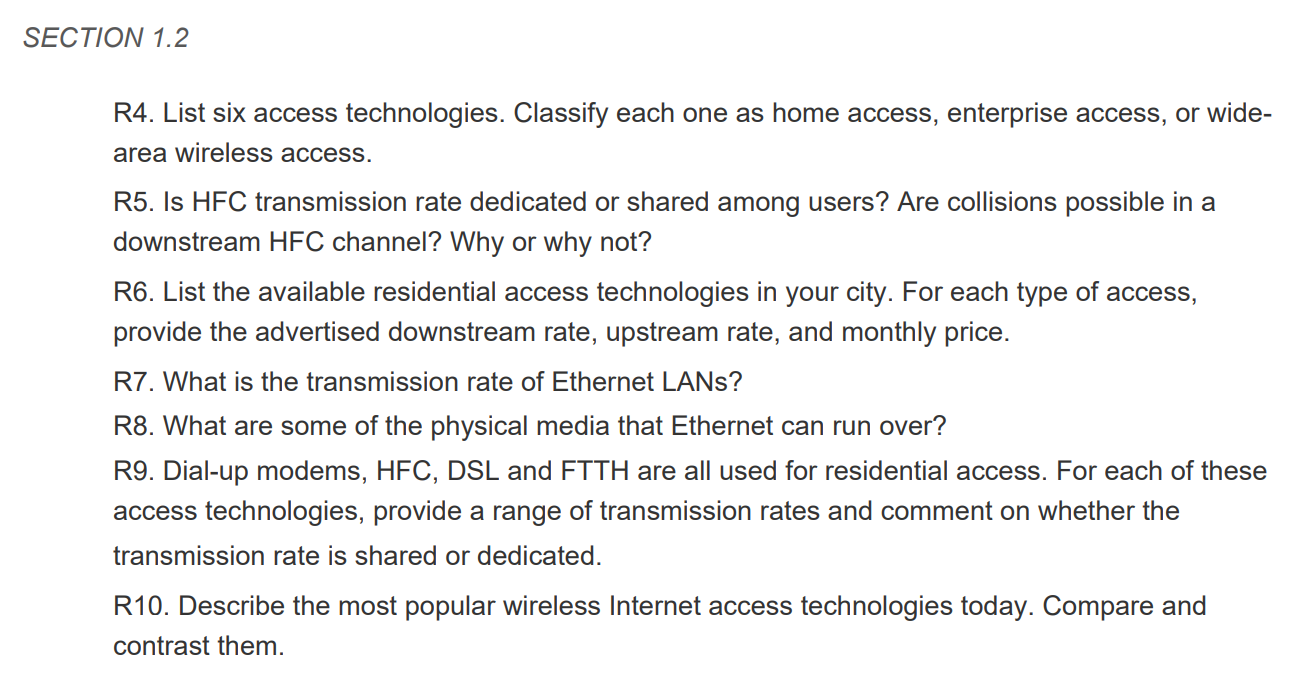 SECTION 1.2
R4. List six access technologies. Classify each one as home access, enterprise access, or wide-
area wireless access.
R5. Is HFC transmission rate dedicated or shared among users? Are collisions possible in a
downstream HFC channel? Why or why not?
R6. List the available residential access technologies in your city. For each type of access,
provide the advertised downstream rate, upstream rate, and monthly price.
R7. What is the transmission rate of Ethernet LANs?
R8. What are some of the physical media that Ethernet can run over?
R9. Dial-up modems, HFC, DSL and FTTH are all used for residential access. For each of these
access technologies, provide a range of transmission rates and comment on whether the
transmission rate is shared or dedicated.
R10. Describe the most popular wireless Internet access technologies today. Compare and
contrast them.